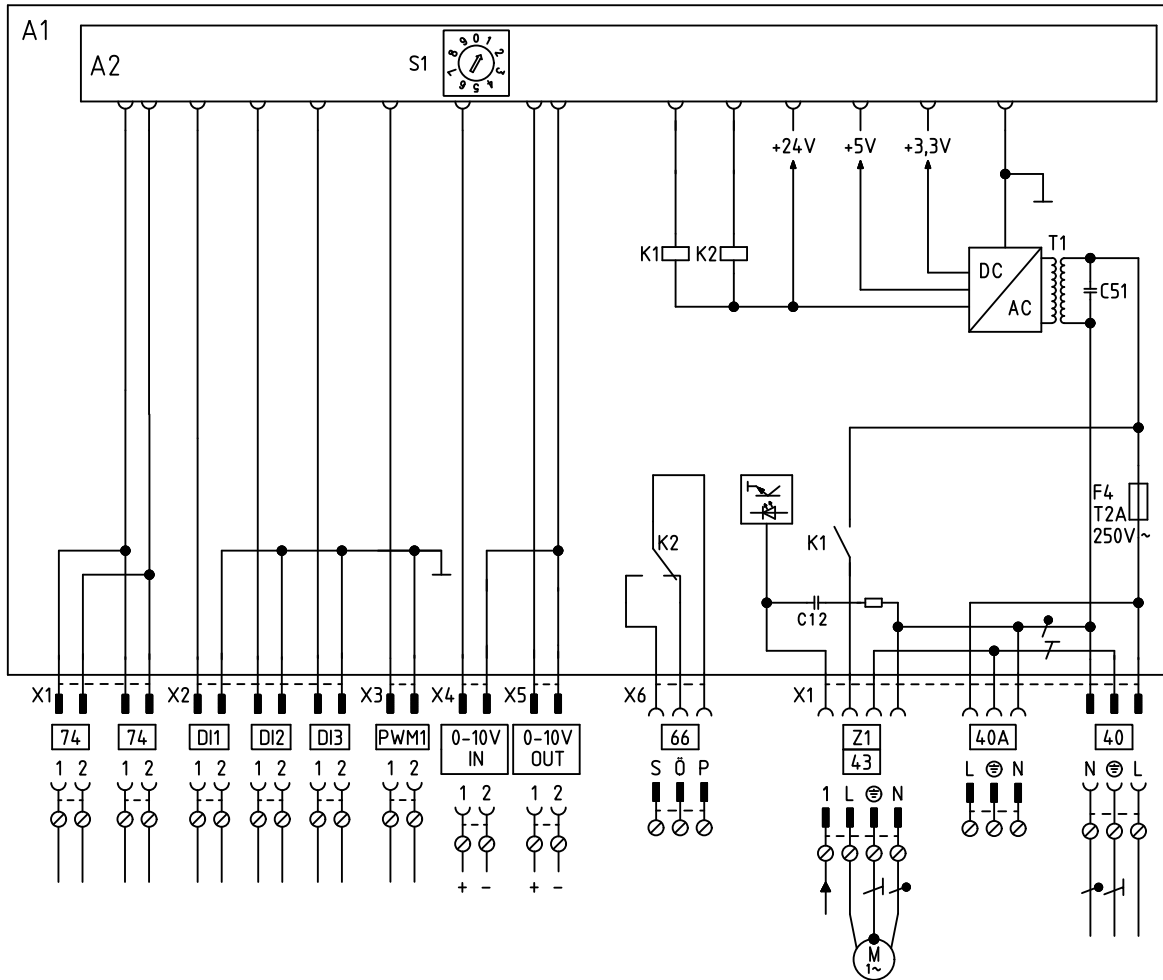 A1
A2
S1
0 1 2 3 4 5 6 7 8 9
+24V +5V +3,3V
K1 K2
T1
DC
AC
C51
K2
K1
F4
T2A
250V ~
C12
X1 X2 X3 X4 X5 X6 X1
74 74 DI1 DI2 DI3 PWM1 0-10V IN 0-10V OUT 66 Z1 43 40A 40
1 2 1 2 1 2 1 2 1 2 1 2 S Ö P L N N L
1 2 1 2 1 L N
+ - + -
M
1~